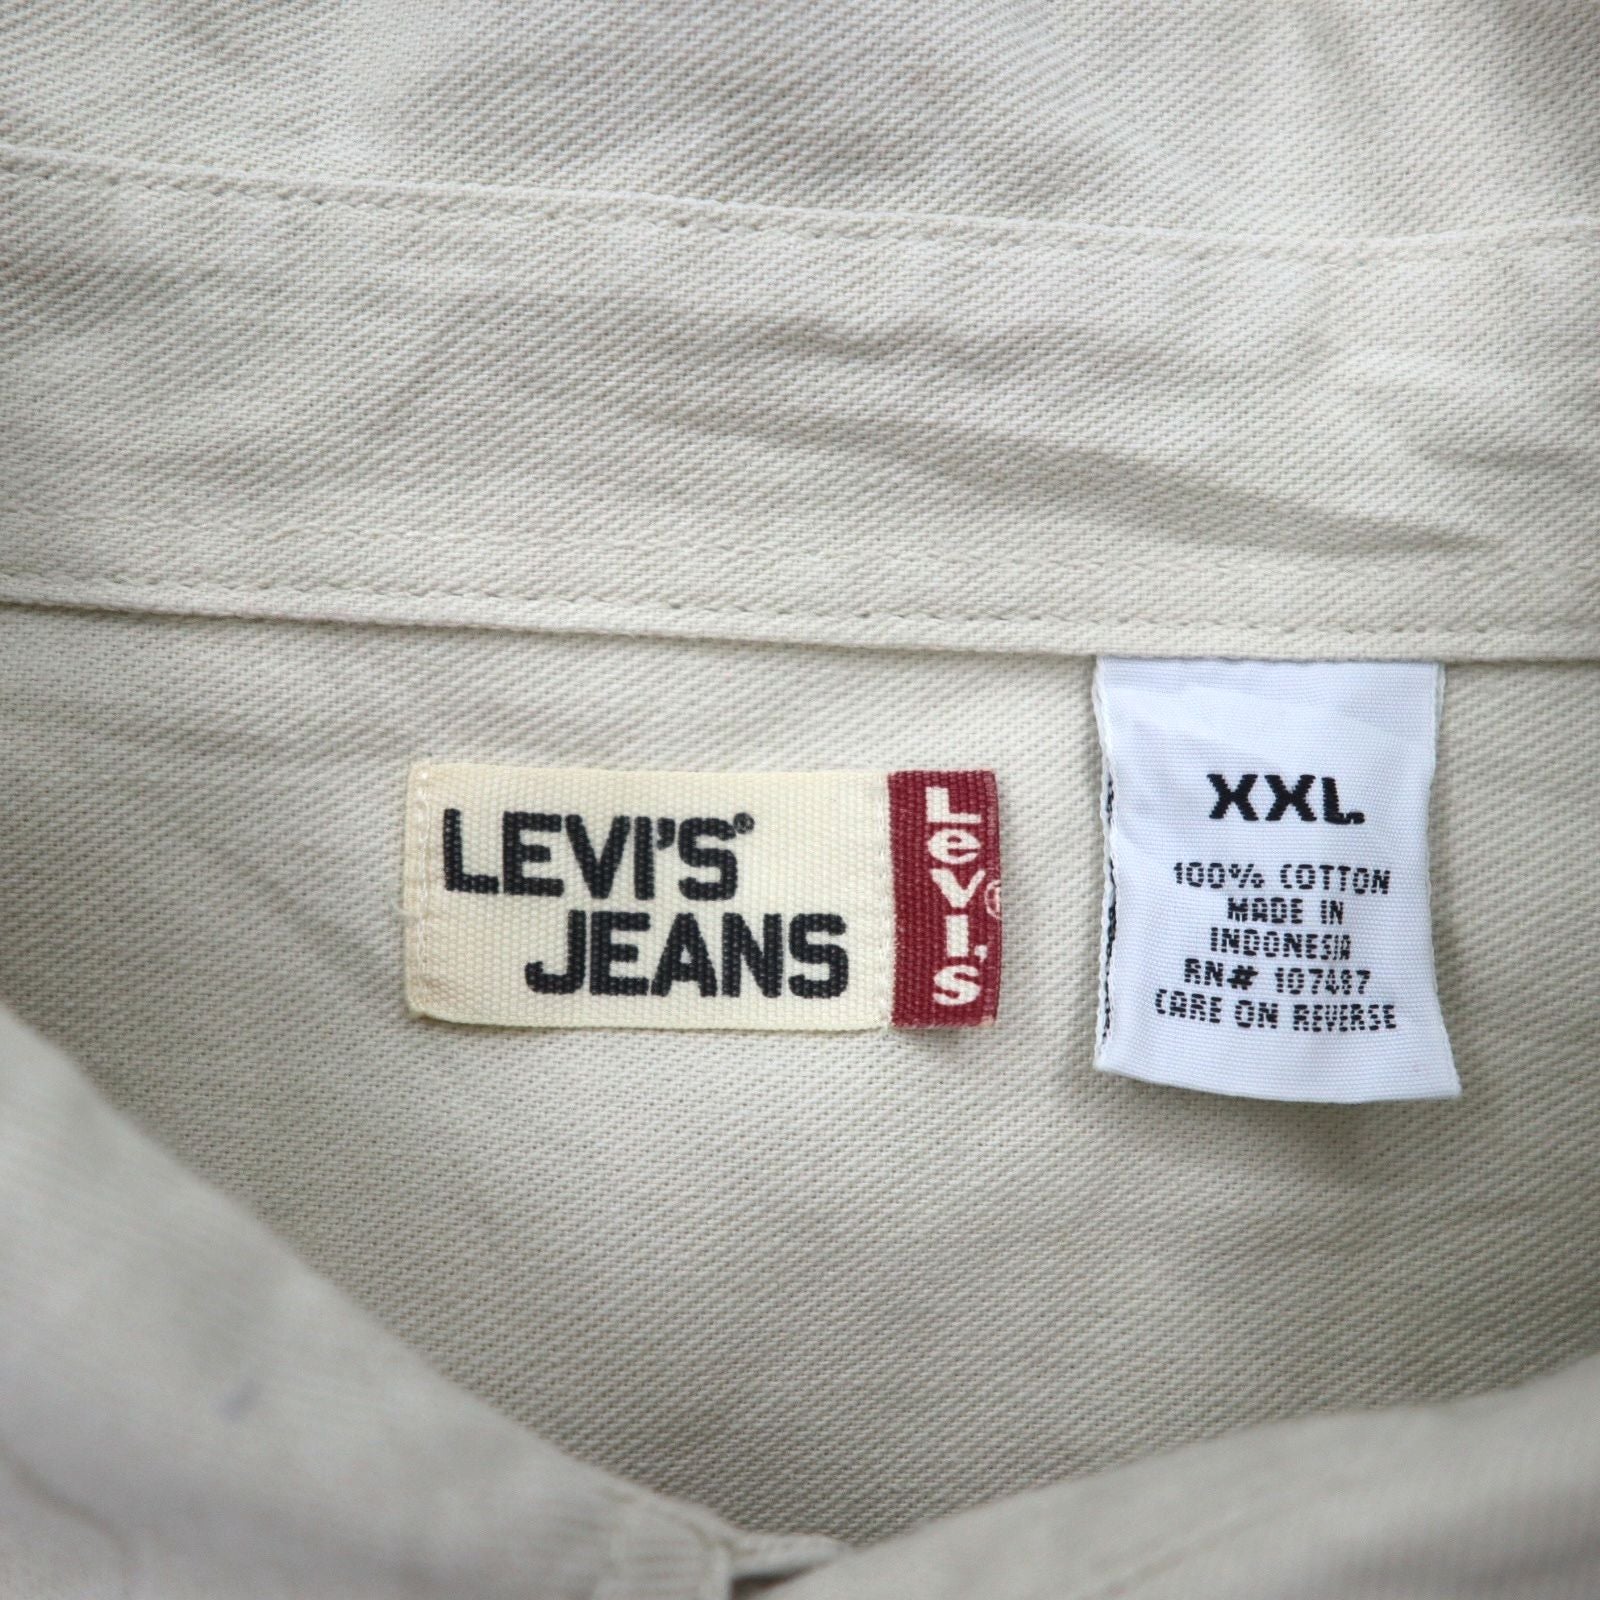 LEVI'S®
JEANS
LeVI'S®
XXL
100% COTTON
MADE IN
INDONESIA
RN# 107487
CARE ON REVERSE